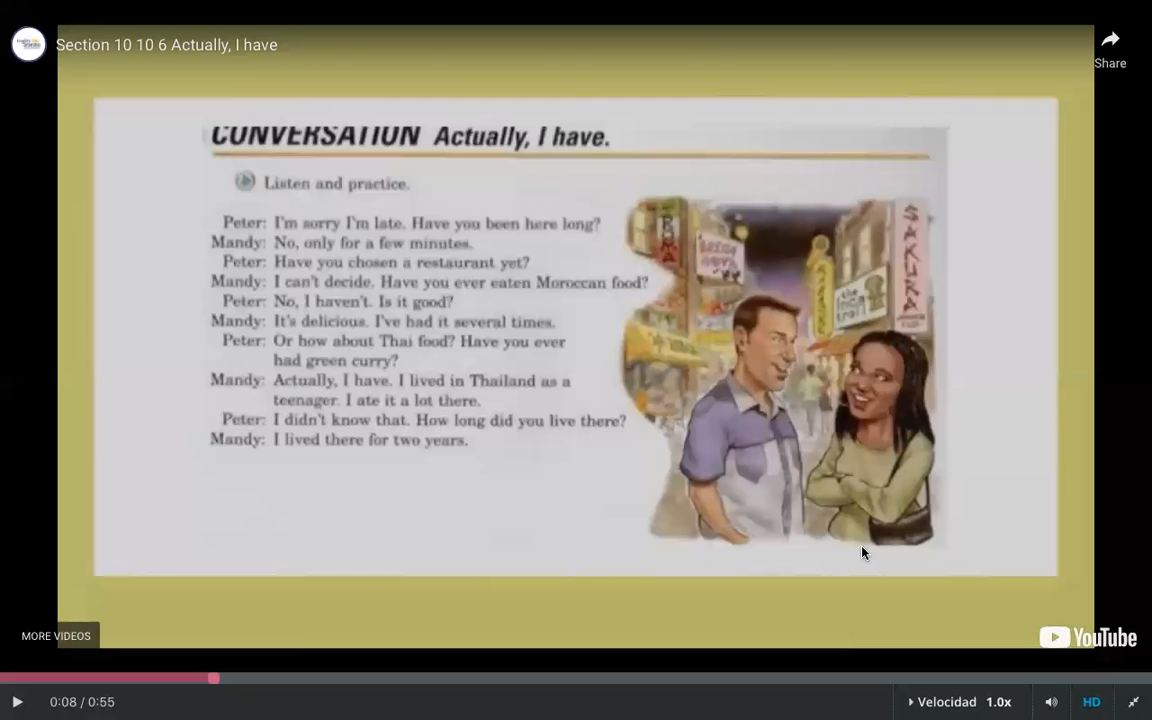 Section 10 10 6 Actually, I have
Share
CONVERSATION Actually, I have.
Listen and practice.
Peter: I'm sorry I'm late. Have you been here long?
Mandy: No, only for a few minutes.
Peter: Have you chosen a restaurant yet?
Mandy: I can't decide. Have you ever eaten Moroccan food?
Peter: No, I haven't. Is it good?
Mandy: It's delicious. I've had it several times.
Peter: Or how about Thai food? Have you ever
had green curry?
Mandy: Actually, I have. I lived in Thailand as a
teenager. I ate it a lot there.
Peter: I didn't know that. How long did you live there?
Mandy: I lived there for two years.
ROMA
SAKURA
the
Inca
trail
MORE VIDEOS
YouTube
0:08 / 0:55
Velocidad 1.0x
HD